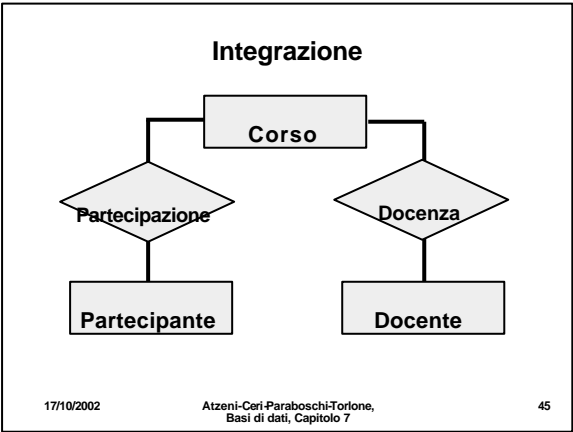 Integrazione
Corso
Partecipazione
Docenza
Partecipante
Docente
17/10/2002
Atzeni-Ceri-Paraboschi-Torlone,
Basi di dati, Capitolo 7
45